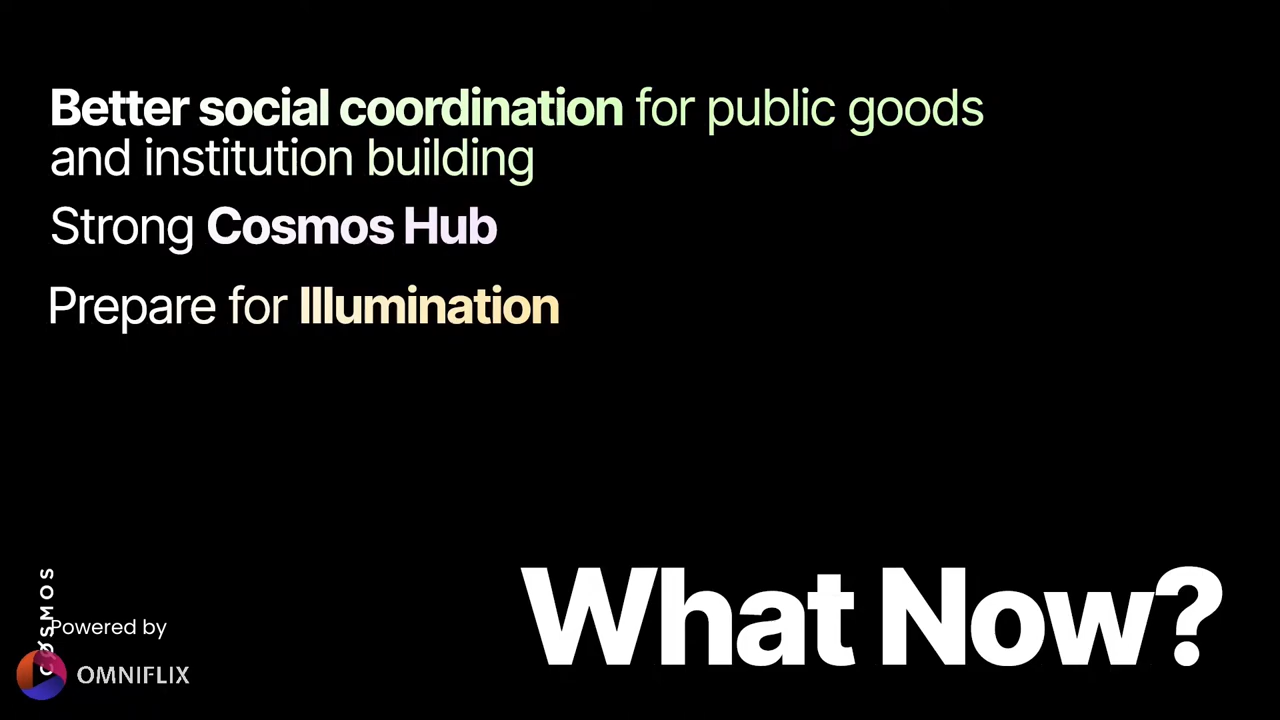 Better social coordination for public goods
and institution building
Strong Cosmos Hub
Prepare for Illumination
What Now?
COSMOS
Powered by
OMNIFLIX